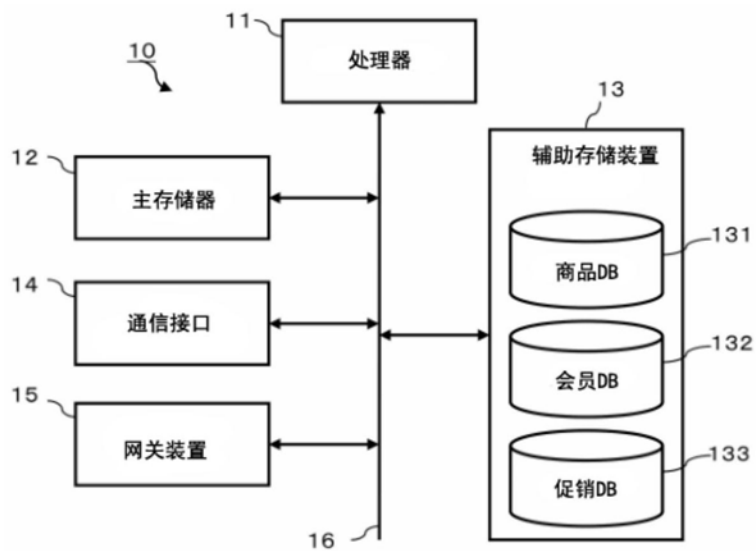 11
10
处理器
13
12
主存储器
辅助存储装置
131
商品DB
14
通信接口
132
会员DB
15
网关装置
133
促销DB
16